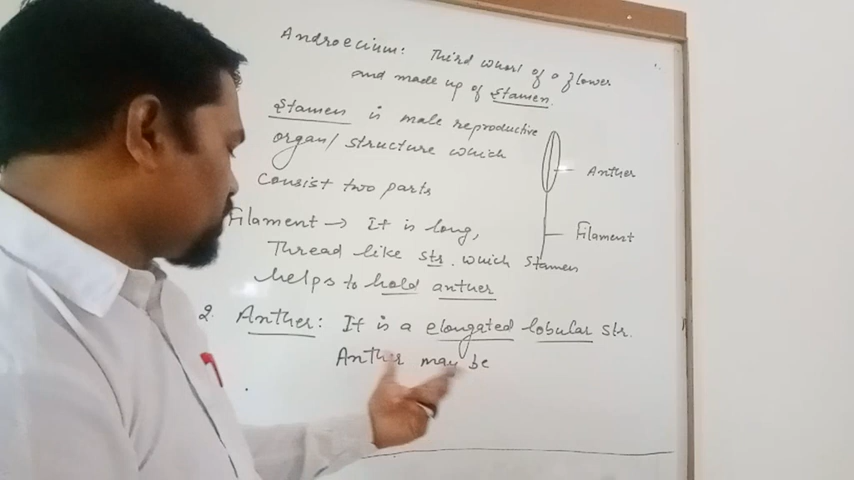 Androecium: Third whorl of a flower
and made up of Stamen.
Stamen is male reproductive
organ/ structure which
Consist two parts
Filament → It is long,
Thread like str. which
helps to hold anther
2. Anther: It is a elongated lobular str.
Anther may be
Anther
Filament
Stamen